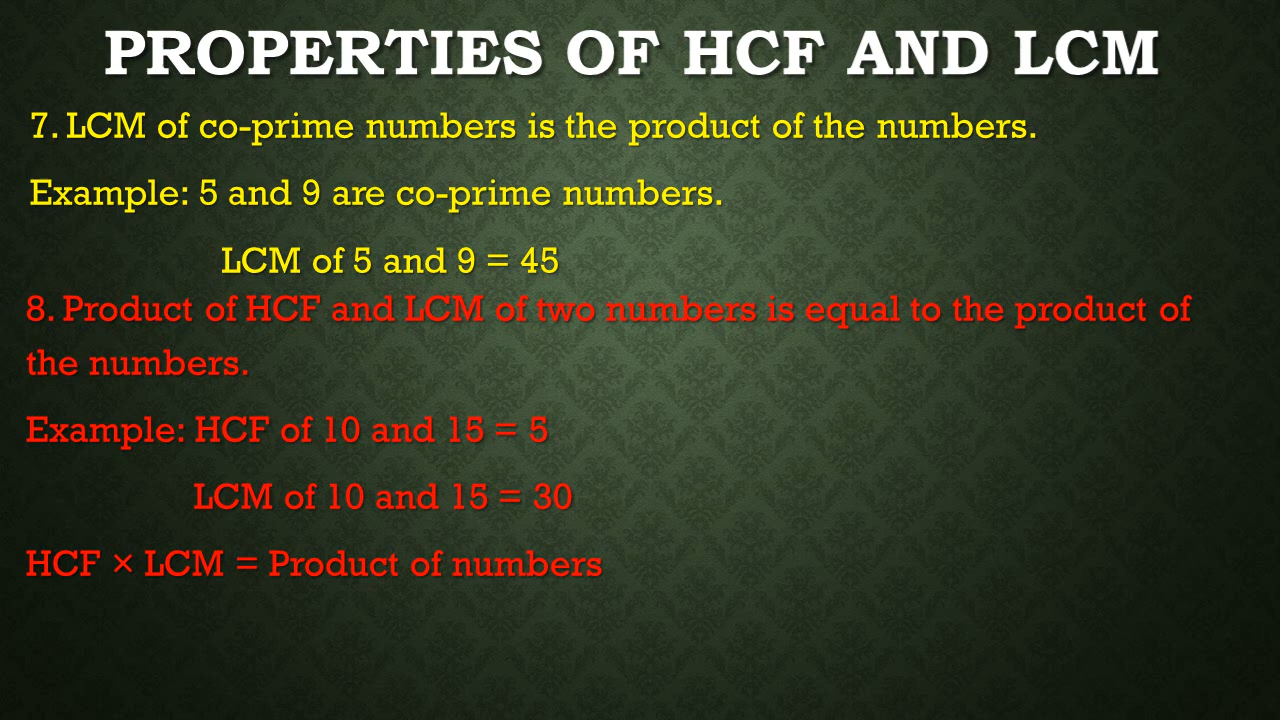 PROPERTIES OF HCF AND LCM
7. LCM of co-prime numbers is the product of the numbers.
Example: 5 and 9 are co-prime numbers.
LCM of 5 and 9 = 45
8. Product of HCF and LCM of two numbers is equal to the product of
the numbers.
Example: HCF of 10 and 15 = 5
LCM of 10 and 15 = 30
HCF × LCM = Product of numbers